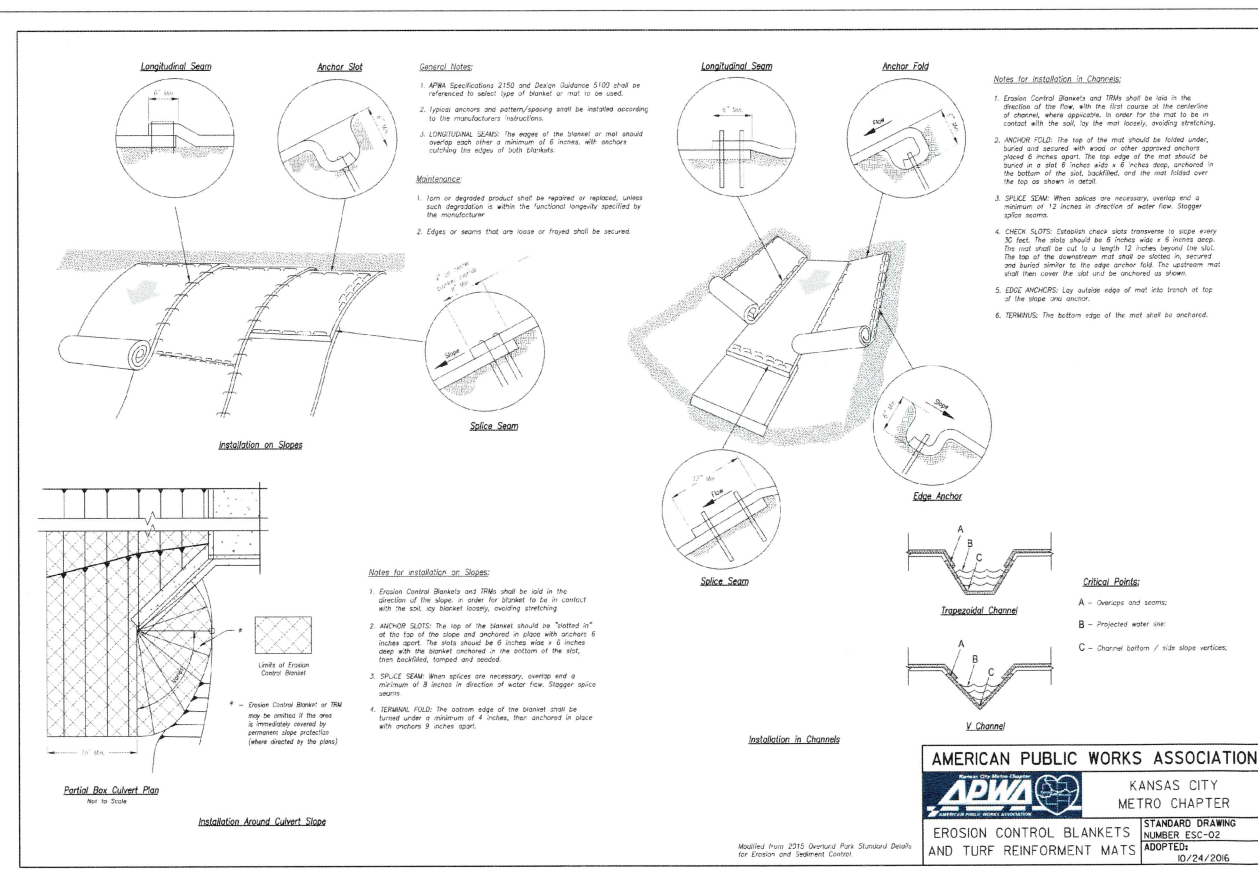 Longitudinal Seam
6" Min.
Anchor Slot
6" Min.
General Notes:
1. APWA Specifications 2150 and Design Guidance 5100 shall be
referenced to select type of blanket or mat to be used.
2. Typical anchors and pattern/spacing shall be installed according
to the manufacturers instructions.
3. LONGITUDINAL SEAMS: The edges of the blanket or mat should
overlap each other a minimum of 6 inches, with anchors
catching the edges of both blankets.
Maintenance:
1. Torn or degraded product shall be repaired or replaced, unless
such degradation is within the functional longevity specified by
the manufacturer
2. Edges or seams that are loose or frayed shall be secured.
8" Min.
Slope
Splice Seam
Installation on Slopes
Varies
*
Limits of Erosion
Control Blanket
* - Erosion Control Blanket or TRM
may be omitted if the area
is immediately covered by
permanent slope protection
(where directed by the plans)
Min.
Partial Box Culvert Plan
Not to Scale
Installation Around Culvert Slope
Notes for Installation on Slopes:
1. Erosion Control Blankets and TRMs shall be laid in the
direction of the slope. in order for blanket to be in contact
with the soil, lay blanket loosely, avoiding stretching.
2. ANCHOR SLOTS: The top of the blanket should be "slotted in"
at the top of the slope and anchored in place with anchors 6
inches apart. The slots should be 6 inches wide x 6 inches
deep with the blanket anchored in the bottom of the slot,
then backfilled, tamped and seeded.
3. SPLICE SEAM: When splices are necessary, overlap end a
minimum of 8 inches in direction of water flow. Stagger splice
seams.
4. TERMINAL FOLD: The bottom edge of the blanket shall be
turned under a minimum of 4 inches, then anchored in place
with anchors 9 inches apart.
Longitudinal Seam
6" Min.
Anchor Fold
Flow
Min.
Notes for Installation in Channels:
1. Erosion Control Blankets and TRMs shall be laid in the
direction of the flow, with the first course at the centerline
of channel, where applicable. In order for the mat to be in
contact with the soil, lay the mat loosely, avoiding stretching.
2. ANCHOR FOLD: The top of the mat should be folded under,
buried and secured with wood or other approved anchors
placed 6 inches apart. The top edge of the mat should be
buried in a slot 6 inches wide x 6 inches deep, anchored in
the bottom of the slot, backfilled, and the mat folded over
the top as shown in detail.
3. SPLICE SEAM: When splices are necessary, overlap end a
minimum of 12 inches in direction of water flow. Stagger
splice seams.
4. CHECK SLOTS: Establish check slots transverse to slope every
30 feet. The slots should be 6 inches wide x 6 inches deep.
The mat shall be cut to a length 12 inches beyond the slot.
The top of the downstream mat shall be slotted in, secured
and buried similar to the edge anchor fold. The upstream mat
shall then cover the slot and be anchored as shown.
5. EDGE ANCHORS: Lay outside edge of mat into trench at top
of the slope and anchor.
6. TERMINUS: The bottom edge of the mat shall be anchored.
6" Min.
Slope
Edge Anchor
12" Min.
Flow
Splice Seam
Installation in Channels
A
B
C
Trapezoidal Channel
A
B
C
V Channel
Critical Points:
A - Overlaps and seams;
B - Projected water line;
C - Channel bottom / side slope vertices;
Modified from 2015 Overland Park Standard Details
for Erosion and Sediment Control.
AMERICAN PUBLIC WORKS ASSOCIATION
Kansas City Metro Chapter
APWA
AMERICAN PUBLIC WORKS ASSOCIATION
KANSAS CITY
METRO CHAPTER
EROSION CONTROL BLANKETS
AND TURF REINFORMENT MATS
STANDARD DRAWING
NUMBER ESC-02
ADOPTED:
10/24/2016